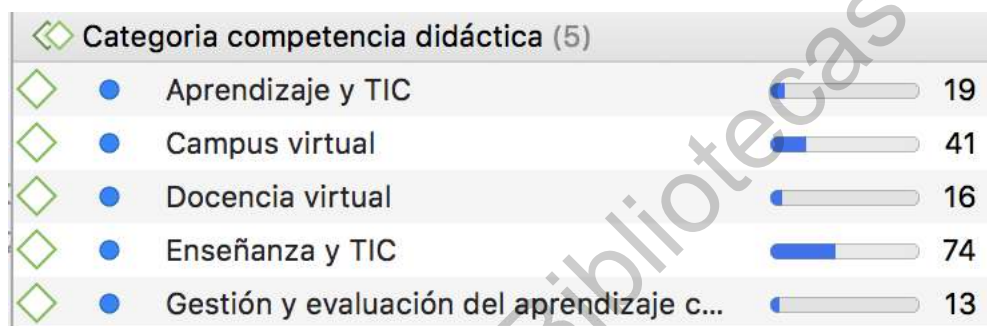 Categoria competencia didáctica (5)
Aprendizaje y TIC 19
Campus virtual 41
Docencia virtual 16
Enseñanza y TIC 74
Gestión y evaluación del aprendizaje c... 13
Bibliotecas